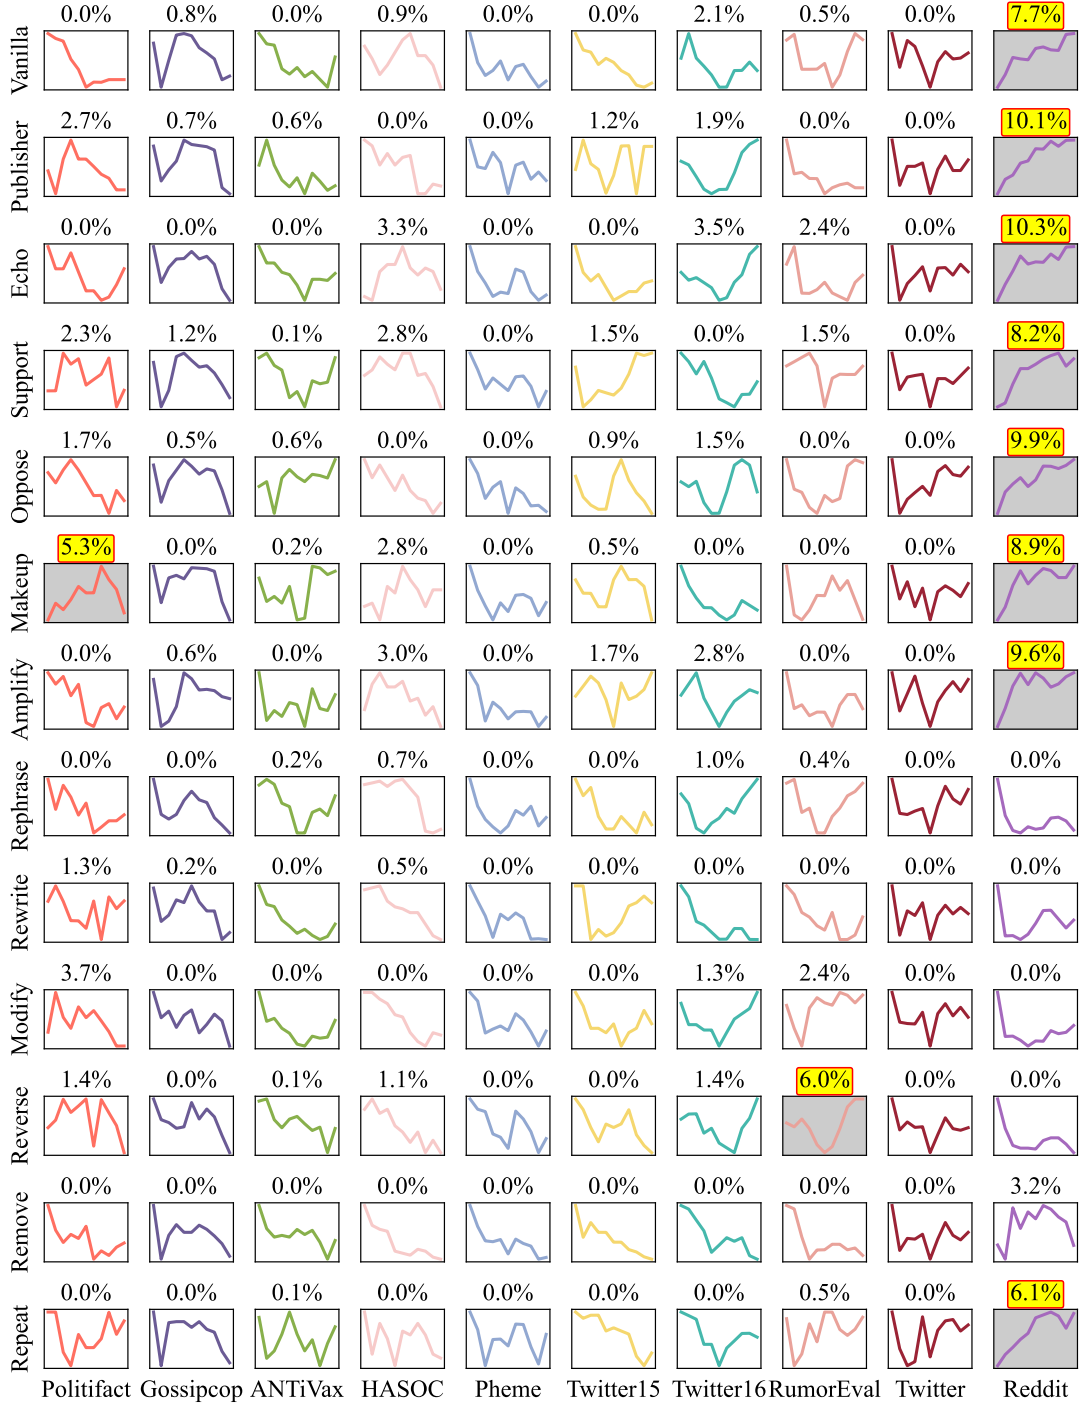 0.0% 0.8% 0.0% 0.9% 0.0% 0.0% 2.1% 0.5% 0.0% 7.7%
Vanilla
2.7% 0.7% 0.6% 0.0% 0.0% 1.2% 1.9% 0.0% 0.0% 10.1%
Publisher
0.0% 0.0% 0.0% 3.3% 0.0% 0.0% 3.5% 2.4% 0.0% 10.3%
Echo
2.3% 1.2% 0.1% 2.8% 0.0% 1.5% 0.0% 1.5% 0.0% 8.2%
Support
1.7% 0.5% 0.6% 0.0% 0.0% 0.9% 1.5% 0.0% 0.0% 9.9%
Oppose
5.3% 0.0% 0.2% 2.8% 0.0% 0.5% 0.0% 0.0% 0.0% 8.9%
Makeup
0.0% 0.6% 0.0% 3.0% 0.0% 1.7% 2.8% 0.0% 0.0% 9.6%
Amplify
0.0% 0.0% 0.2% 0.7% 0.0% 0.0% 1.0% 0.4% 0.0% 0.0%
Rephrase
1.3% 0.2% 0.0% 0.5% 0.0% 0.0% 0.0% 0.0% 0.0% 0.0%
Rewrite
3.7% 0.0% 0.0% 0.0% 0.0% 0.0% 1.3% 2.4% 0.0% 0.0%
Modify
1.4% 0.0% 0.1% 1.1% 0.0% 0.0% 1.4% 6.0% 0.0% 0.0%
Reverse
0.0% 0.0% 0.0% 0.0% 0.0% 0.0% 0.0% 0.0% 0.0% 3.2%
Remove
0.0% 0.0% 0.1% 0.0% 0.0% 0.0% 0.0% 0.5% 0.0% 6.1%
Repeat
Politifact Gossipcop ANTiVax HASOC Pheme Twitter15 Twitter16 RumorEval Twitter Reddit